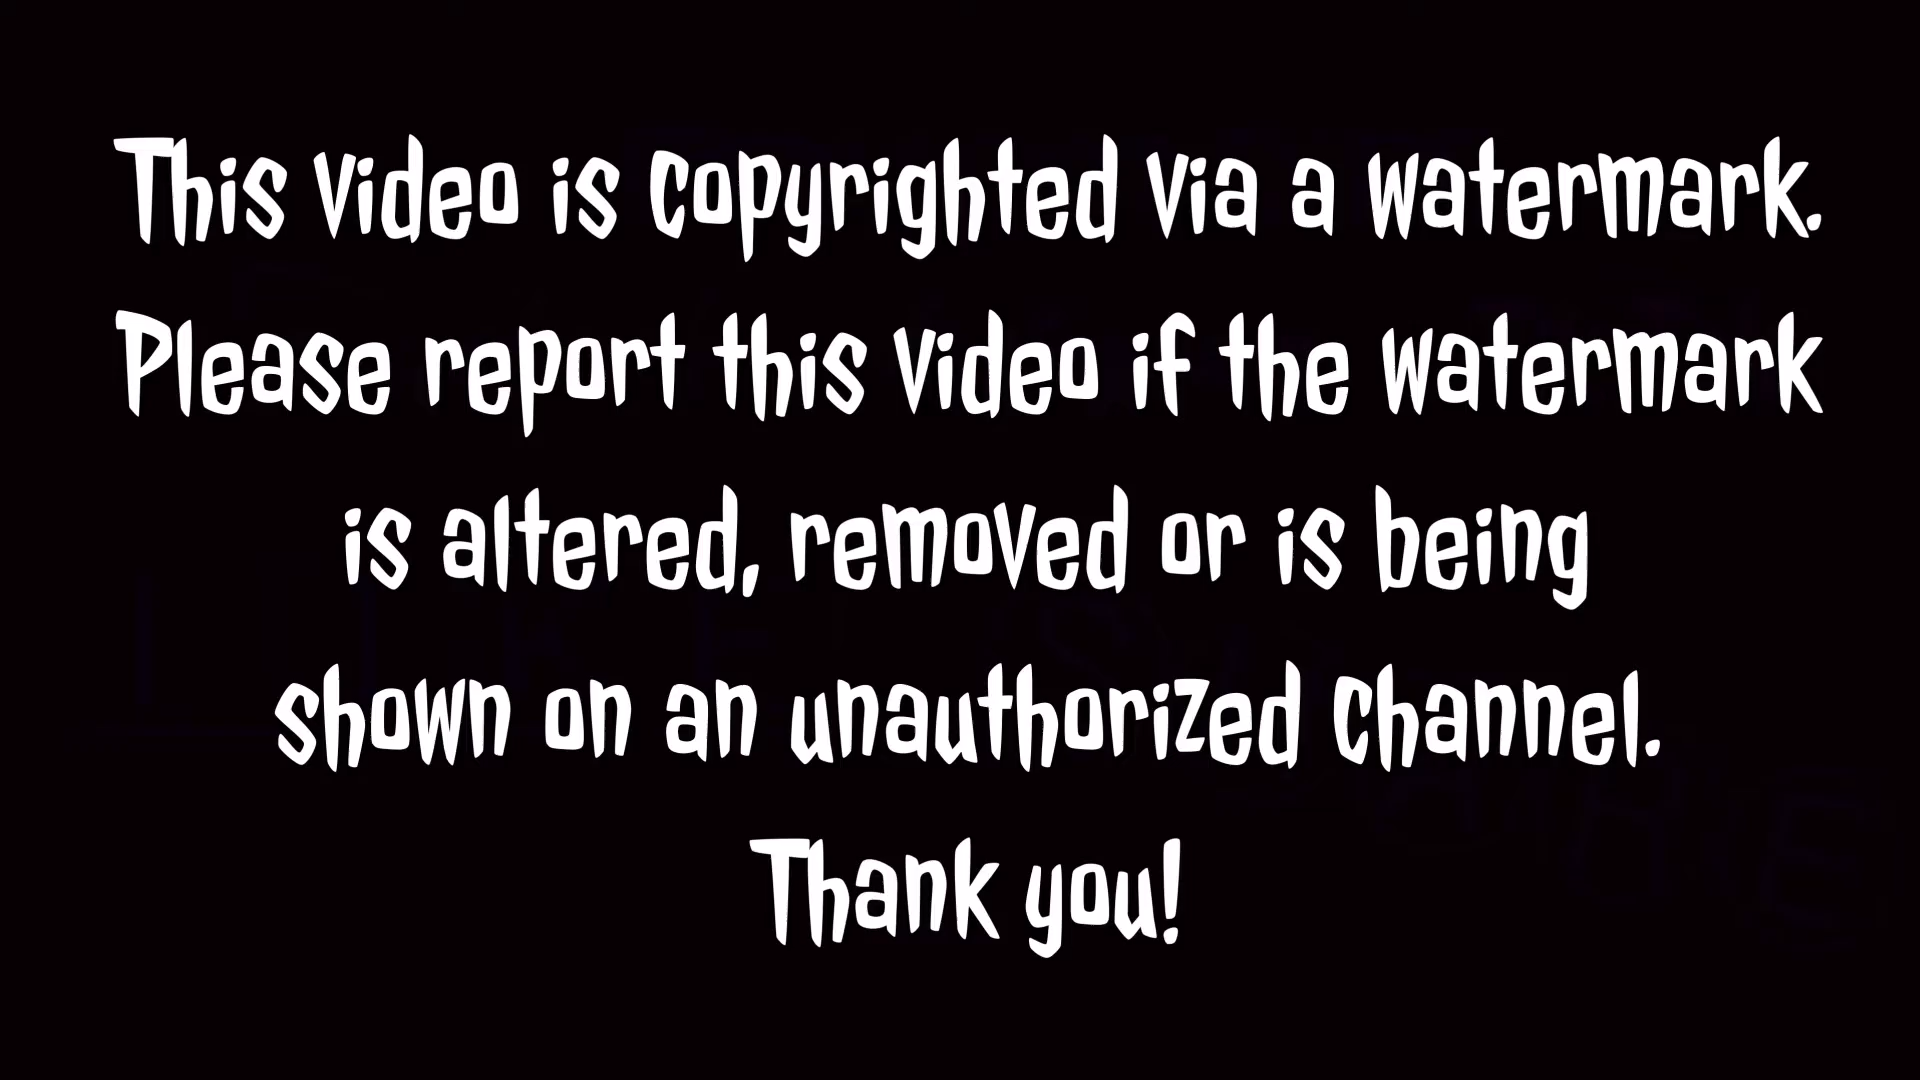 This video is copyrighted via a watermark.
Please report this video if the watermark
is altered, removed or is being
shown on an unauthorized channel.
Thank you!